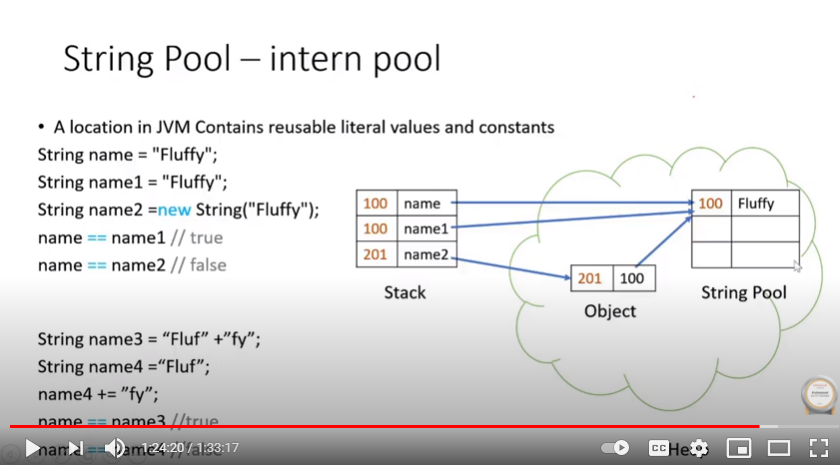 String Pool – intern pool
• A location in JVM Contains reusable literal values and constants
String name = "Fluffy";
String name1 = "Fluffy";
String name2 =new String("Fluffy");
name == name1 // true
name == name2 // false
100 name
100 name1
201 name2
Stack
201 100
Object
100 Fluffy
String Pool
String name3 = “Fluf” +”fy”;
String name4 =“Fluf”;
name4 += ”fy”;
name == name3 //true
1:24:20 / 1:33:17
CC